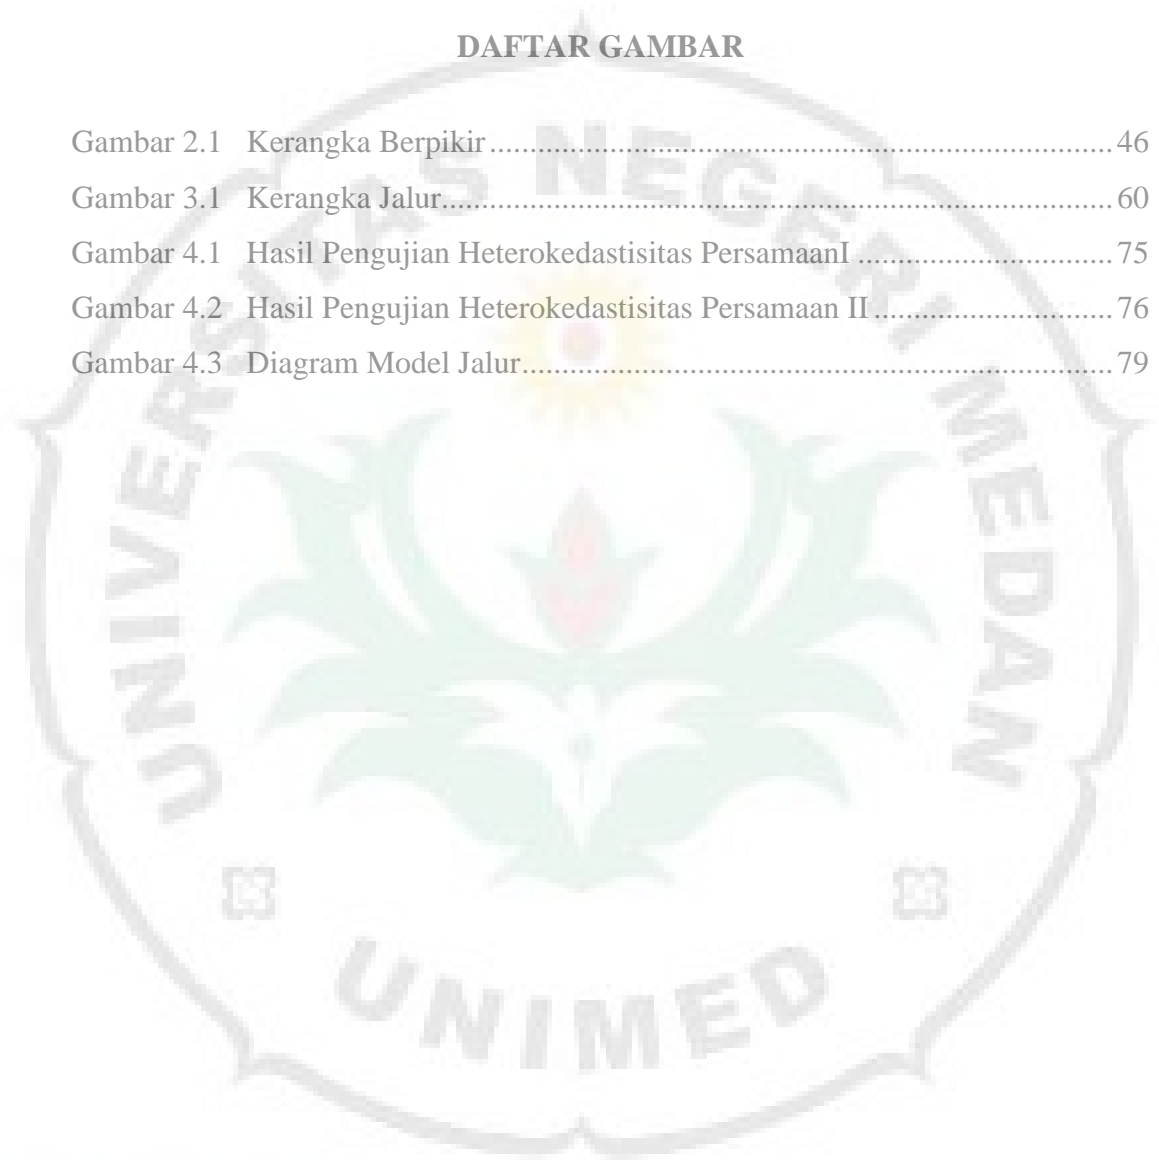 DAFTAR GAMBAR
Gambar 2.1 Kerangka Berpikir........................................................................... 46
Gambar 3.1 Kerangka Jalur................................................................................. 60
Gambar 4.1 Hasil Pengujian Heterokedastisitas PersamaanI ............................... 75
Gambar 4.2 Hasil Pengujian Heterokedastisitas Persamaan II ............................. 76
Gambar 4.3 Diagram Model Jalur........................................................................ 79
UNIVERSITAS NEGERI MEDAN
UNIMED